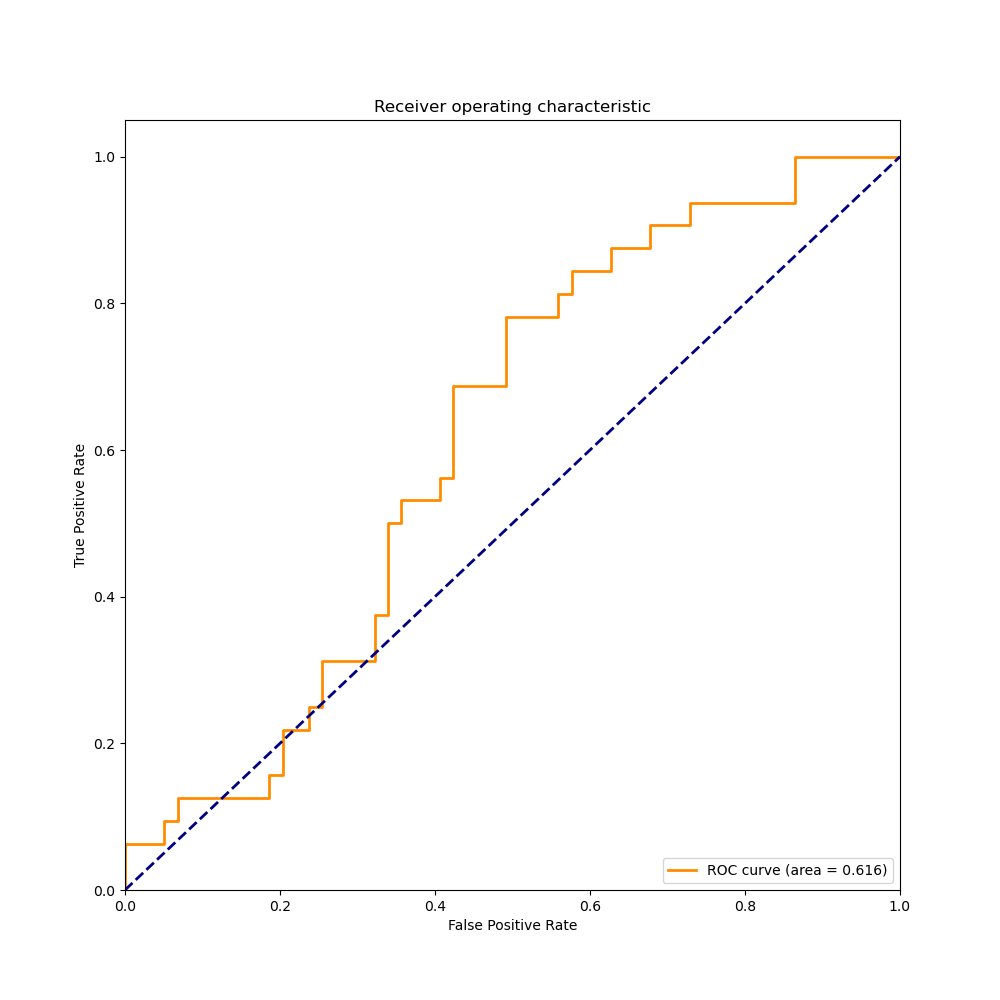 Receiver operating characteristic
True Positive Rate
1.0
0.8
0.6
0.4
0.2
0.0
ROC curve (area = 0.616)
0.0 0.2 0.4 0.6 0.8 1.0
False Positive Rate